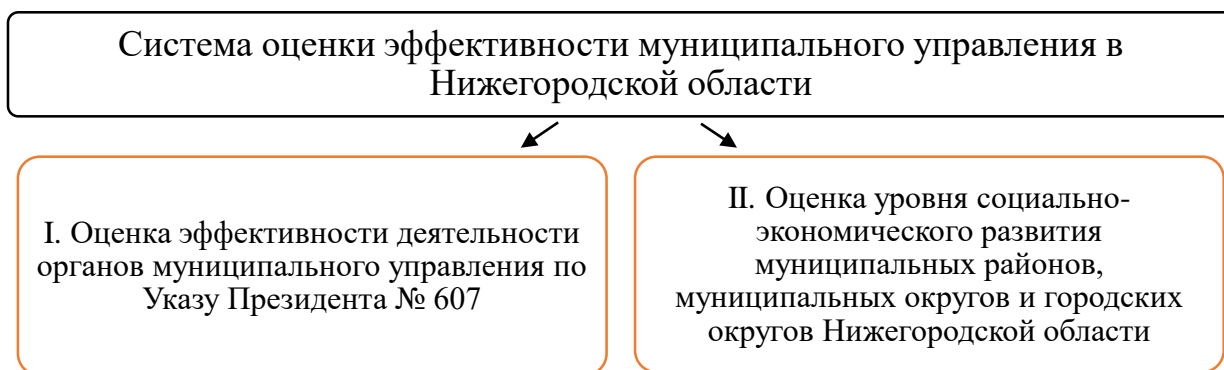 Система оценки эффективности муниципального управления в
Нижегородской области
I. Оценка эффективности деятельности
органов муниципального управления по
Указу Президента № 607
II. Оценка уровня социально-
экономического развития
муниципальных районов,
муниципальных округов и городских
округов Нижегородской области